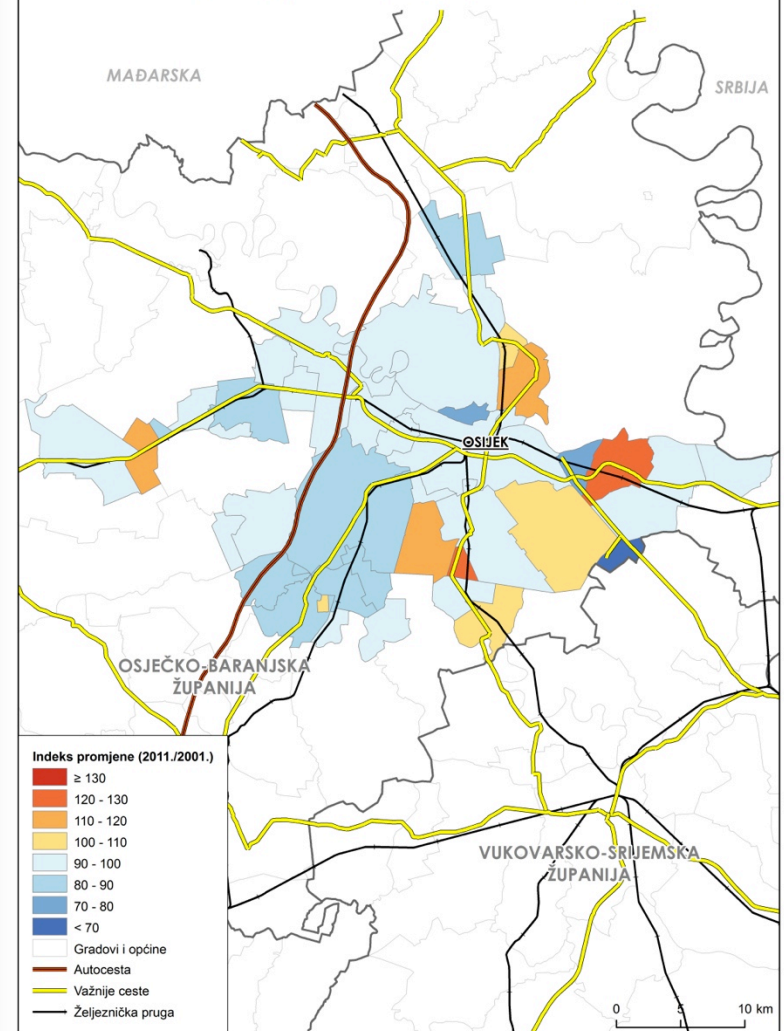 MAĐARSKA
SRBIJA
OSIJEK
OSJEČKO-BARANJSKA
ŽUPANIJA
VUKOVARSKO-SRIJEMSKA
ŽUPANIJA
Indeks promjene (2011./2001.)
≥ 130
120 - 130
110 - 120
100 - 110
90 - 100
80 - 90
70 - 80
< 70
Gradovi i općine
Autocesta
Važnije ceste
Željeznička pruga
0 5 10 km